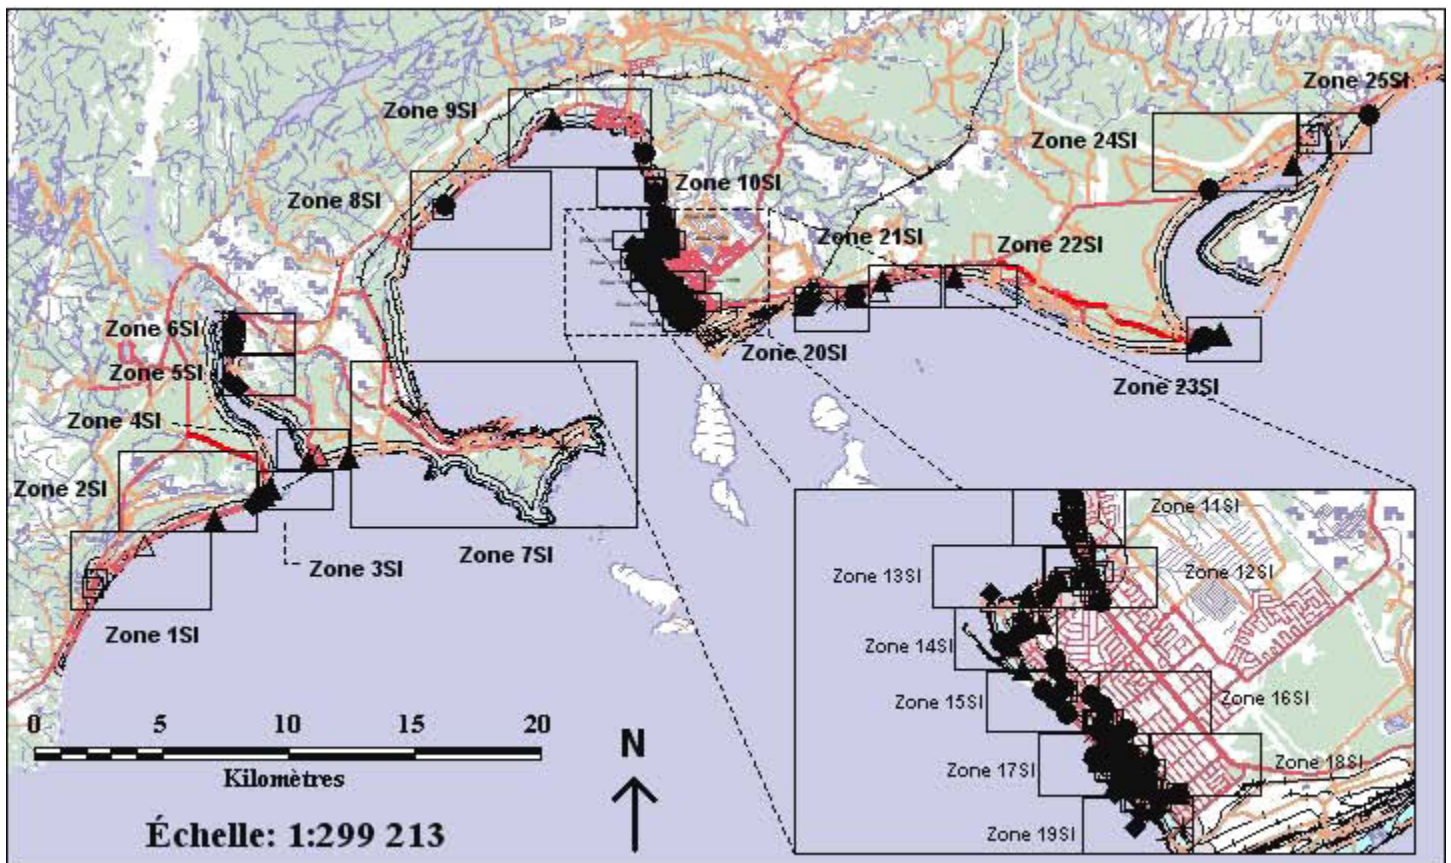 Zone 25SI
Zone 9SI
Zone 24SI
Zone 10SI
Zone 8SI
Zone 21SI
Zone 22SI
Zone 6SI
Zone 20SI
Zone 5SI
Zone 23SI
Zone 4SI
Zone 2SI
Zone 7SI
Zone 3SI
Zone 1SI
Zone 11SI
Zone 13SI
Zone 12SI
Zone 14SI
Zone 15SI
Zone 16SI
Zone 17SI
Zone 18SI
Zone 19SI
0 5 10 15 20
Kilomètres
N
Échelle: 1:299 213